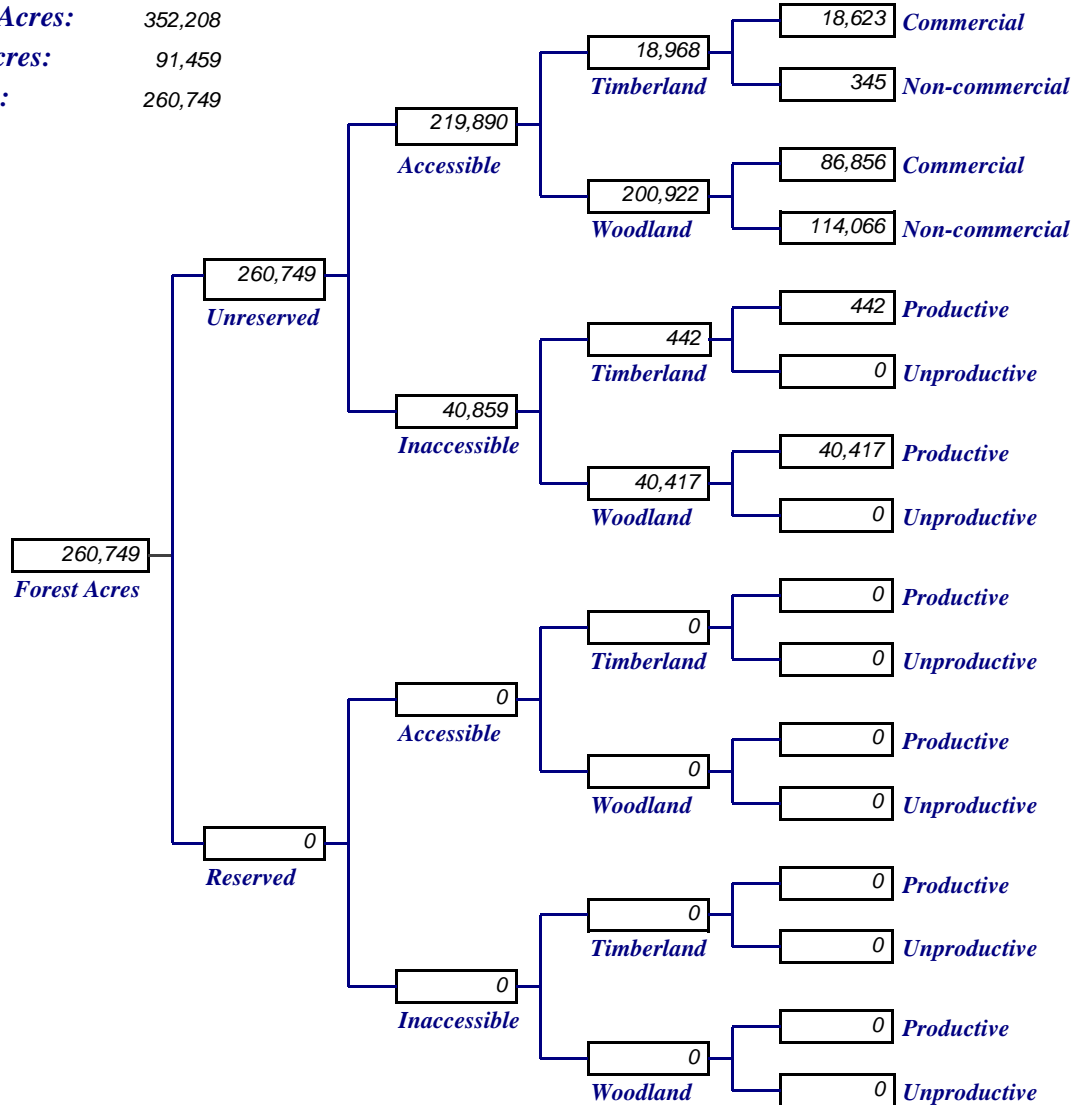 Acres: 352,208
cres: 91,459
: 260,749
18,623 Commercial
18,968
Timberland
345 Non-commercial
219,890
Accessible
86,856 Commercial
200,922
Woodland
114,066 Non-commercial
260,749
Unreserved
442 Productive
442
Timberland
0 Unproductive
40,859
Inaccessible
40,417 Productive
40,417
Woodland
0 Unproductive
260,749
Forest Acres
0 Productive
0
Timberland
0 Unproductive
0
Accessible
0 Productive
0
Woodland
0 Unproductive
0
Reserved
0 Productive
0
Timberland
0 Unproductive
0
Inaccessible
0 Productive
0
Woodland
0 Unproductive